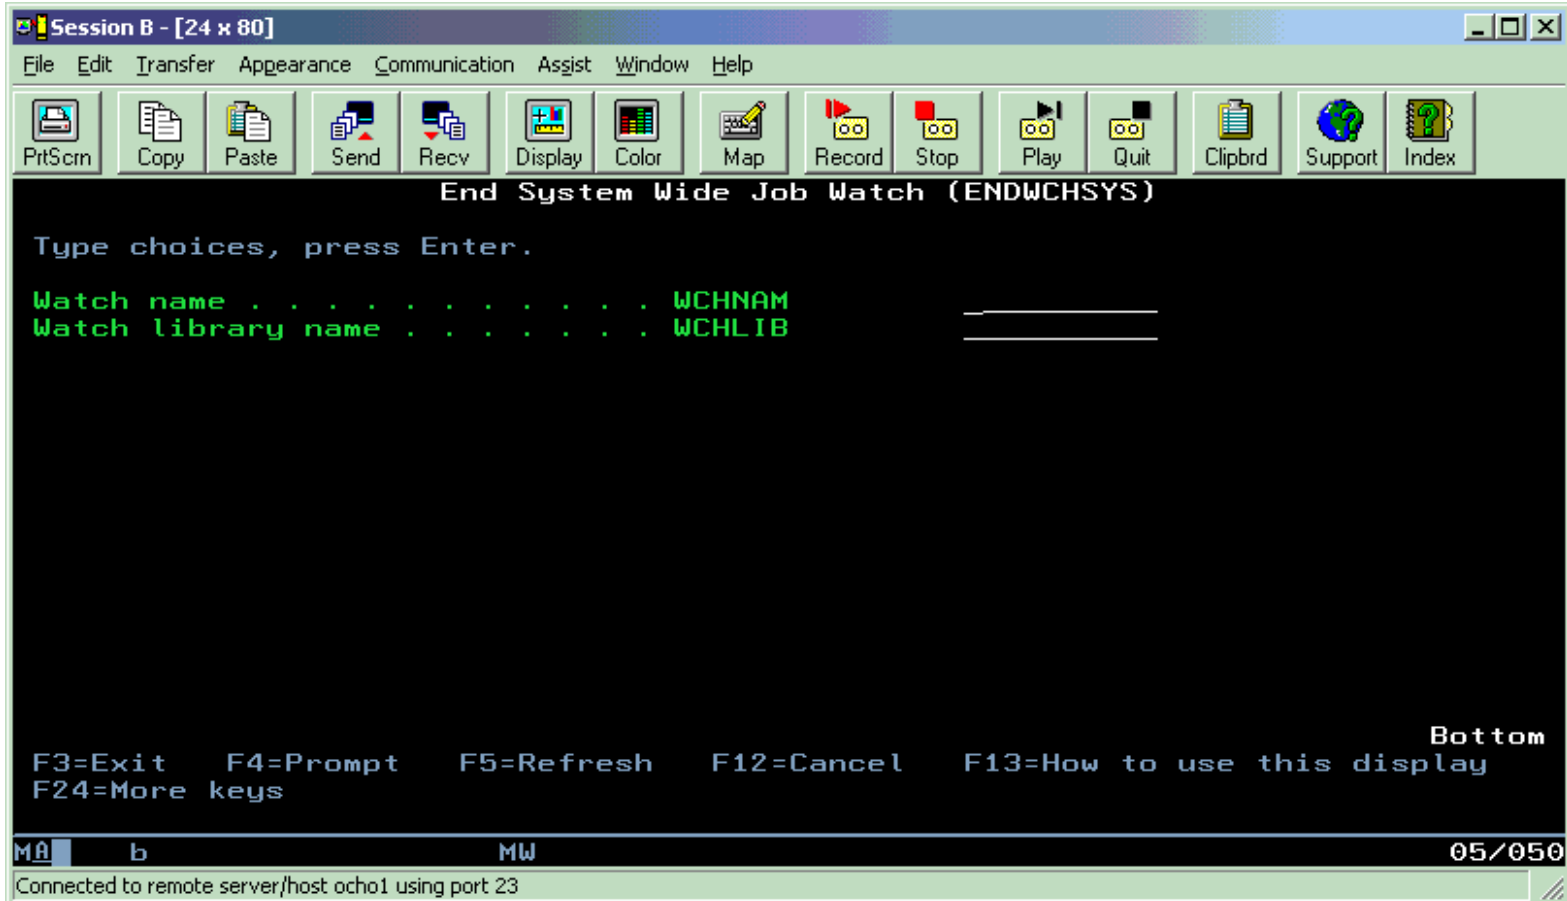 Session B - [24 x 80]
File Edit Transfer Appearance Communication Assist Window Help
PrtScrn Copy Paste Send Recv Display Color Map Record Stop Play Quit Clipbrd Support Index
End System Wide Job Watch (ENDWCHSYS)
Type choices, press Enter.
Watch name . . . . . . . . . . . WCHNAM
Watch library name . . . . . . . WCHLIB
Bottom
F3=Exit F4=Prompt F5=Refresh F12=Cancel F13=How to use this display
F24=More keys
MA b MW 05/050
Connected to remote server/host ocho1 using port 23